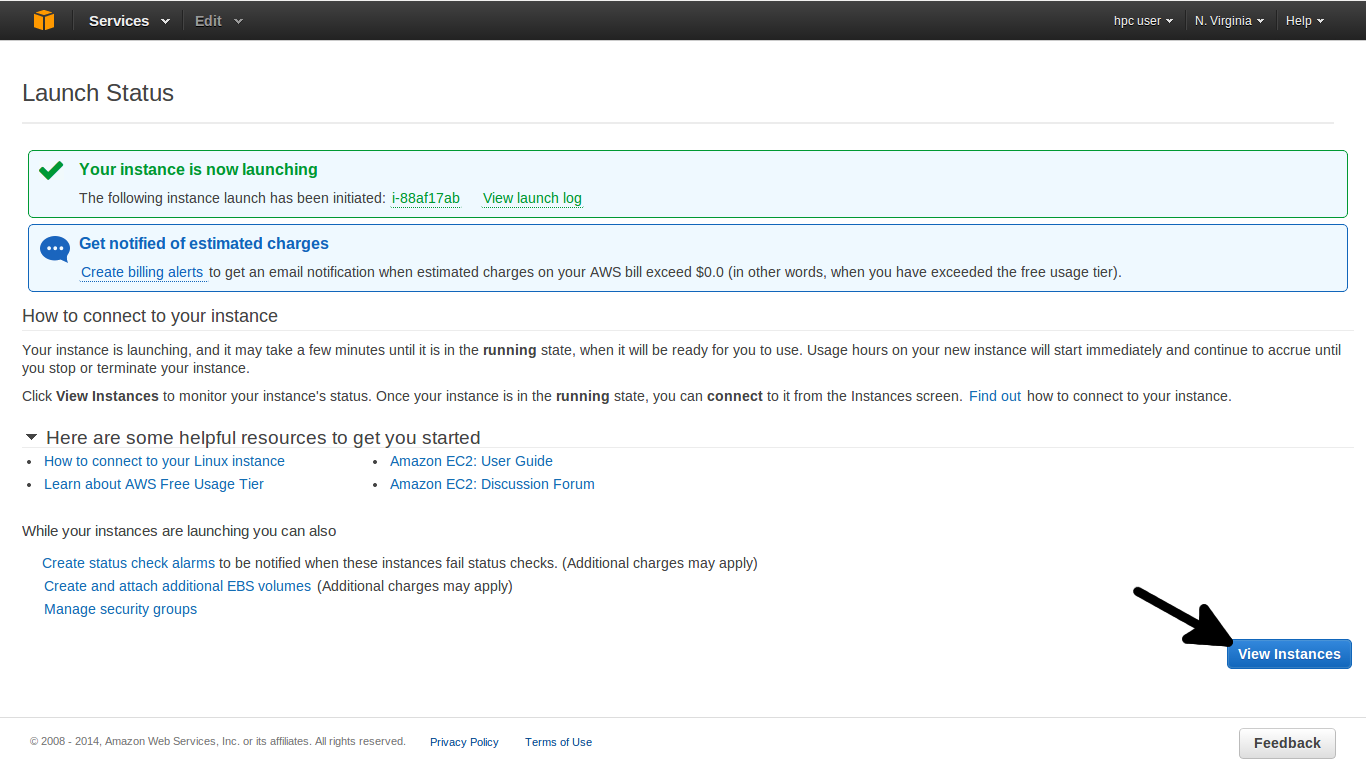 Services Edit hpc user N. Virginia Help
Launch Status
Your instance is now launching
The following instance launch has been initiated: i-88af17ab View launch log
Get notified of estimated charges
Create billing alerts to get an email notification when estimated charges on your AWS bill exceed $0.0 (in other words, when you have exceeded the free usage tier).
How to connect to your instance
Your instance is launching, and it may take a few minutes until it is in the running state, when it will be ready for you to use. Usage hours on your new instance will start immediately and continue to accrue until
you stop or terminate your instance.
Click View Instances to monitor your instance's status. Once your instance is in the running state, you can connect to it from the Instances screen. Find out how to connect to your instance.
Here are some helpful resources to get you started
• How to connect to your Linux instance • Amazon EC2: User Guide
• Learn about AWS Free Usage Tier • Amazon EC2: Discussion Forum
While your instances are launching you can also
Create status check alarms to be notified when these instances fail status checks. (Additional charges may apply)
Create and attach additional EBS volumes (Additional charges may apply)
Manage security groups
View Instances
© 2008 - 2014, Amazon Web Services, Inc. or its affiliates. All rights reserved. Privacy Policy Terms of Use Feedback